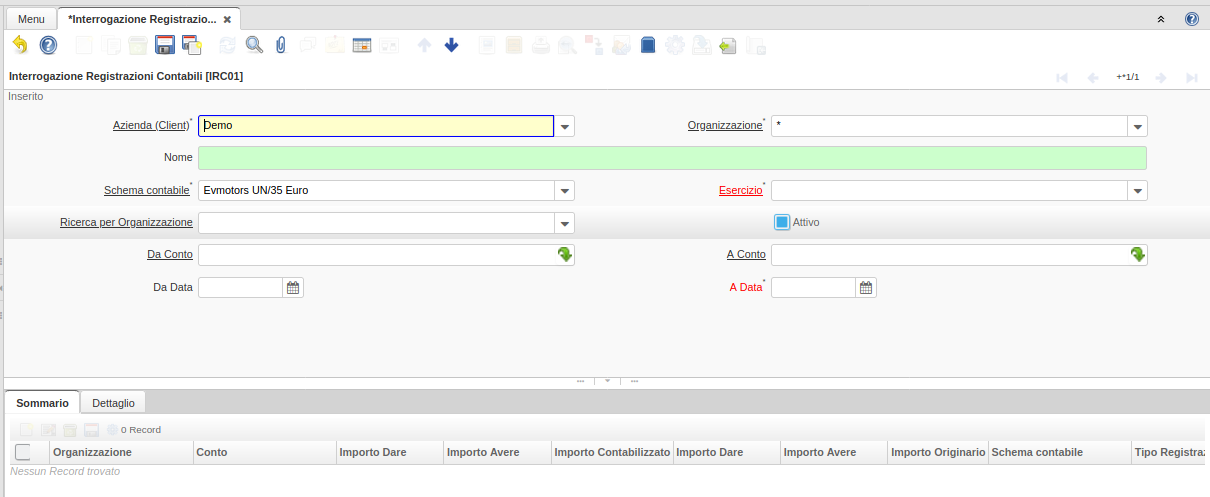 Menu *Interrogazione Registrazio...
Interrogazione Registrazioni Contabili [IRC01] +*1/1
Inserito
Azienda (Client)* Demo Organizzazione* *
Nome
Schema contabile* Evmotors UN/35 Euro Esercizio*
Ricerca per Organizzazione Attivo
Da Conto A Conto
Da Data A Data*
Sommario Dettaglio
0 Record
Organizzazione Conto Importo Dare Importo Avere Importo Contabilizzato Importo Dare Importo Avere Importo Originario Schema contabile Tipo Registraz
Nessun Record trovato